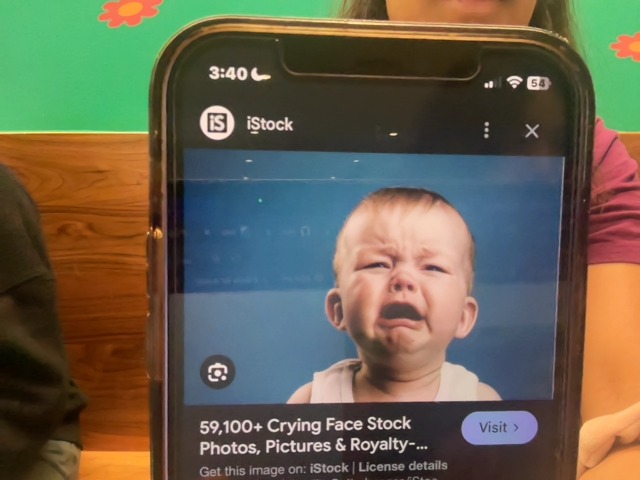 3:40
54
iS
iStock
59,100+ Crying Face Stock
Photos, Pictures & Royalty-...
Visit >
Get this image on: iStock | License details